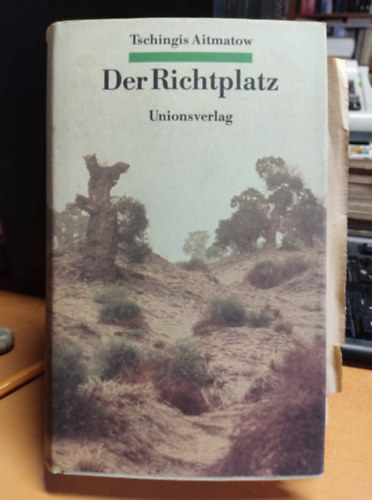 Tschingis Aitmatow
Der Richtplatz
Unionsverlag